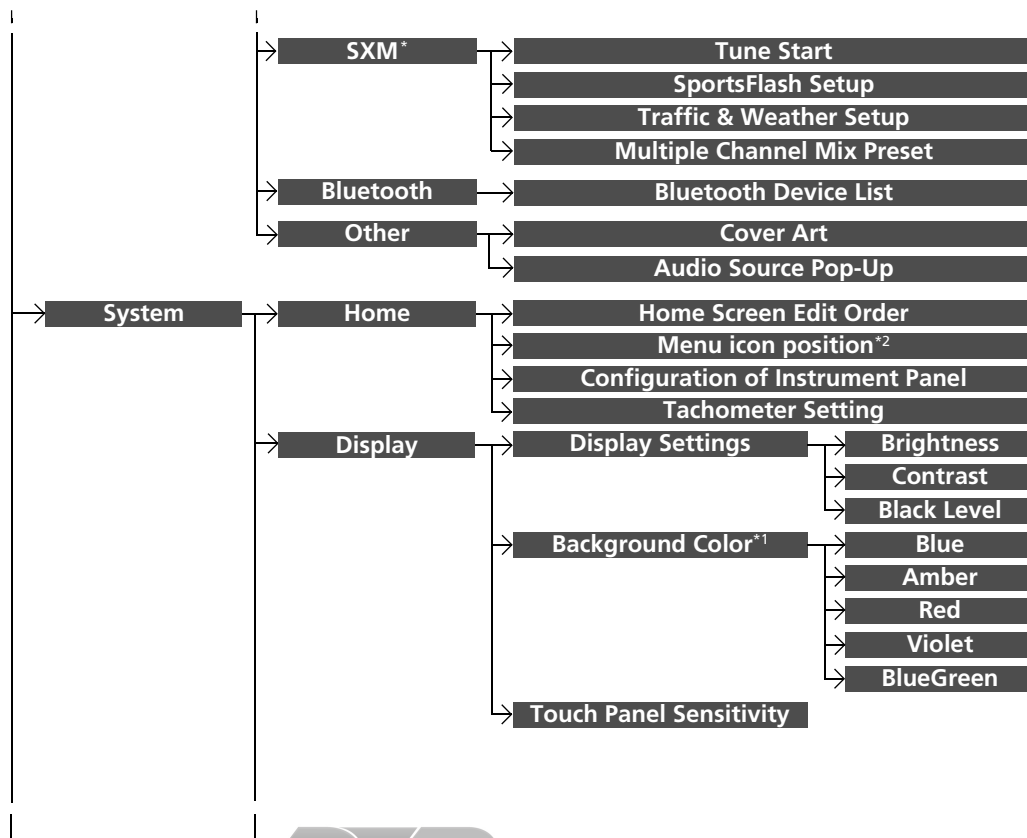 SXM*
Tune Start
SportsFlash Setup
Traffic & Weather Setup
Multiple Channel Mix Preset
Bluetooth
Bluetooth Device List
Other
Cover Art
Audio Source Pop-Up
System
Home
Home Screen Edit Order
Menu icon position*2
Configuration of Instrument Panel
Tachometer Setting
Display
Display Settings
Brightness
Contrast
Black Level
Background Color*1
Blue
Amber
Red
Violet
BlueGreen
Touch Panel Sensitivity